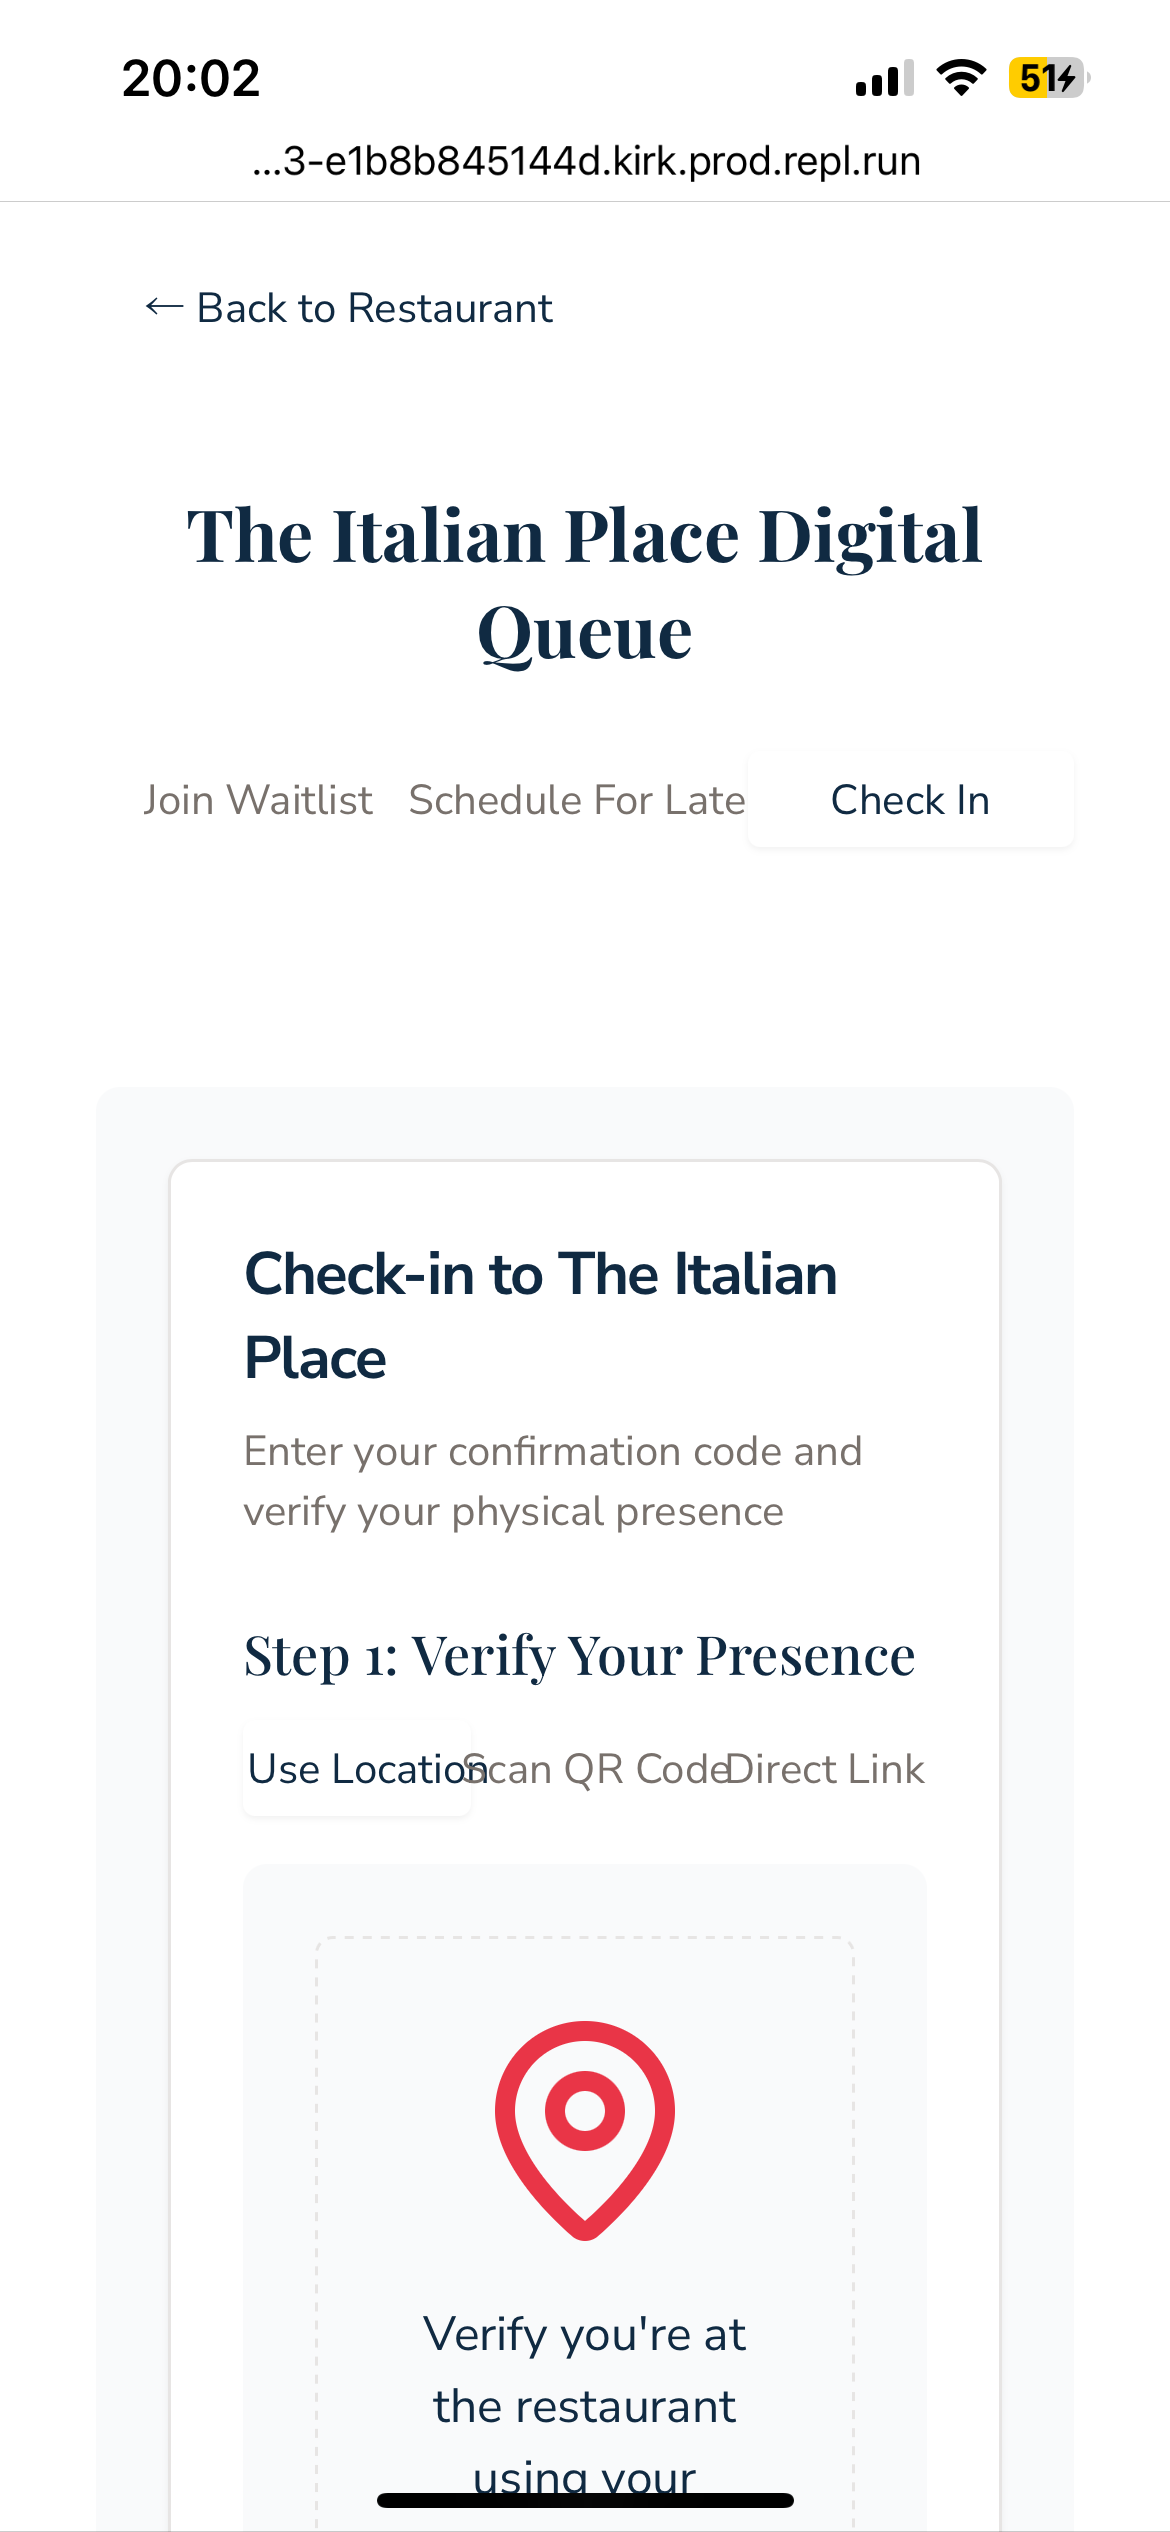 20:02
51
...3-e1b8b845144d.kirk.prod.repl.run
← Back to Restaurant
The Italian Place Digital
Queue
Join Waitlist Schedule For Late Check In
Check-in to The Italian
Place
Enter your confirmation code and
verify your physical presence
Step 1: Verify Your Presence
Use Location Scan QR Code Direct Link
Verify you're at
the restaurant
using your